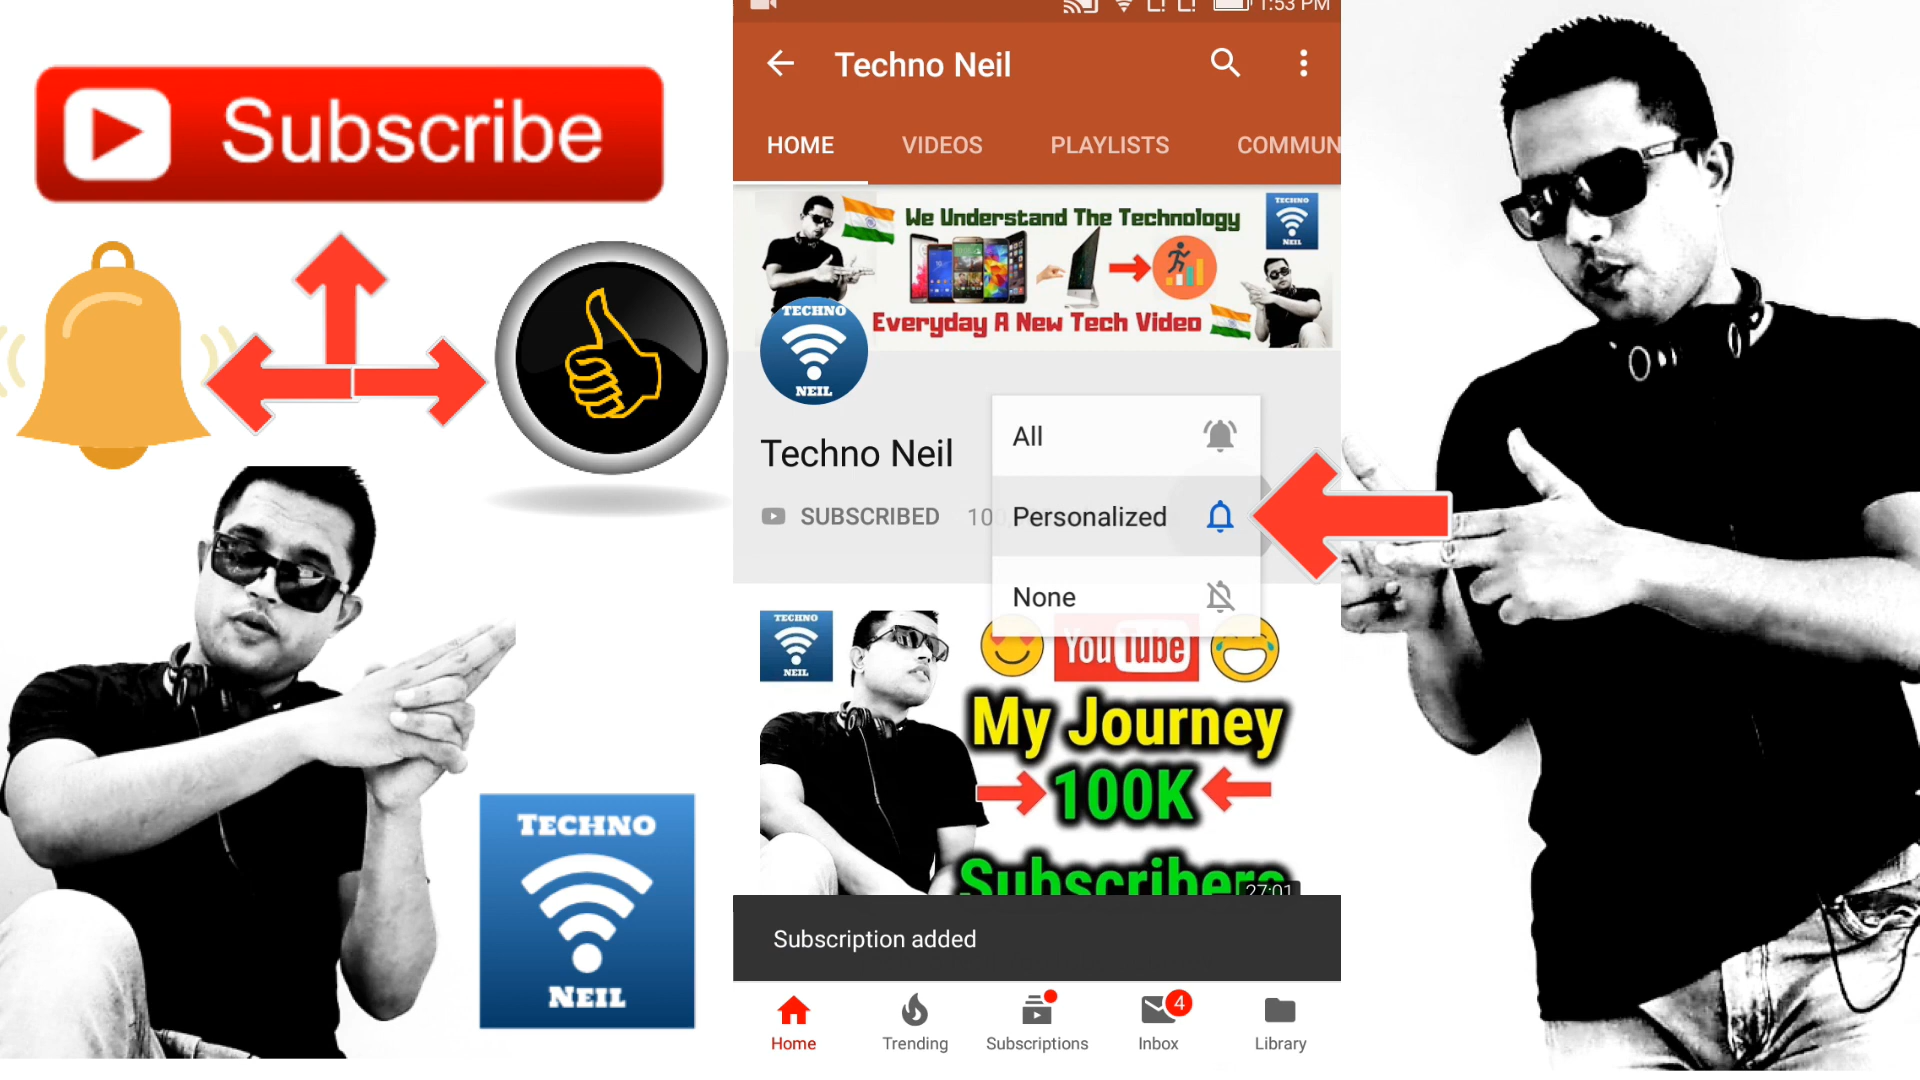 Subscribe
TECHNO
NEIL
1:53 PM
Techno Neil
HOME VIDEOS PLAYLISTS COMMUN
We Understand The Technology
TECHNO
NEIL
Everyday A New Tech Video
TECHNO
NEIL
Techno Neil
SUBSCRIBED 100
All
Personalized
None
TECHNO
NEIL
YouTube
My Journey
100K
Subscribers
27:01
Subscription added
Home Trending Subscriptions Inbox 4 Library